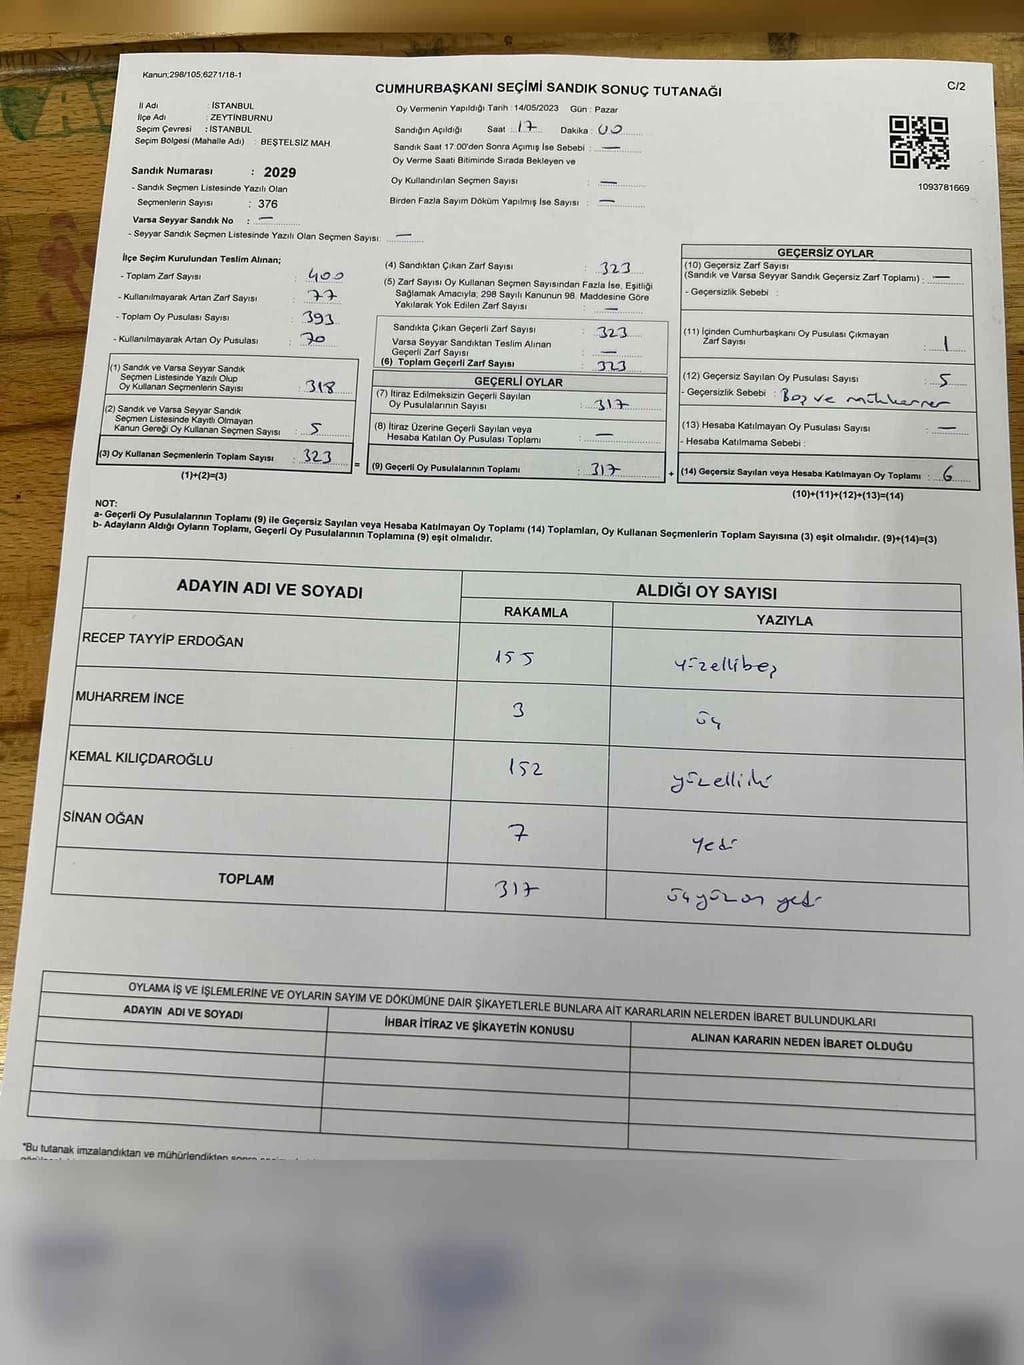 Kanun;298/105;6271/18-1
CUMHURBAŞKANI SEÇİMİ SANDIK SONUÇ TUTANAĞI
C/2
İl Adı : İSTANBUL
İlçe Adı : ZEYTİNBURNU
Seçim Çevresi : İSTANBUL
Seçim Bölgesi (Mahalle Adı) : BEŞTELSİZ MAH.
Oy Vermenin Yapıldığı Tarih : 14/05/2023 Gün : Pazar
Sandığın Açıldığı Saat : 17 Dakika : 00
Sandık Saat 17:00'den Sonra Açımış İse Sebebi : —
Oy Verme Saati Bitiminde Sırada Bekleyen ve
Oy Kullandırılan Seçmen Sayısı : —
Birden Fazla Sayım Döküm Yapılmış İse Sayısı : —
1093781669
Sandık Numarası : 2029
- Sandık Seçmen Listesinde Yazılı Olan
Seçmenlerin Sayısı : 376
Varsa Seyyar Sandık No : —
- Seyyar Sandık Seçmen Listesinde Yazılı Olan Seçmen Sayısı: —
İlçe Seçim Kurulundan Teslim Alınan;
- Toplam Zarf Sayısı : 400
- Kullanılmayarak Artan Zarf Sayısı : 77
- Toplam Oy Pusulası Sayısı : 393
- Kullanılmayarak Artan Oy Pusulası : 70
(1) Sandık ve Varsa Seyyar Sandık
Seçmen Listesinde Yazılı Olup
Oy Kullanan Seçmenlerin Sayısı : 318
(2) Sandık ve Varsa Seyyar Sandık
Seçmen Listesinde Kayıtlı Olmayan
Kanun Gereği Oy Kullanan Seçmen Sayısı : 5
(3) Oy Kullanan Seçmenlerin Toplam Sayısı : 323
(1)+(2)=(3)
(4) Sandıktan Çıkan Zarf Sayısı : 323
(5) Zarf Sayısı Oy Kullanan Seçmen Sayısından Fazla İse, Eşitliği
Sağlamak Amacıyla, 298 Sayılı Kanunun 98. Maddesine Göre
Yakılarak Yok Edilen Zarf Sayısı : —
Sandıkta Çıkan Geçerli Zarf Sayısı : 323
Varsa Seyyar Sandıktan Teslim Alınan
Geçerli Zarf Sayısı : —
(6) Toplam Geçerli Zarf Sayısı : 323
GEÇERLİ OYLAR
(7) İtiraz Edilmeksizin Geçerli Sayılan
Oy Pusulalarının Sayısı : 317
(8) İtiraz Üzerine Geçerli Sayılan veya
Hesaba Katılan Oy Pusulası Toplamı : —
= (9) Geçerli Oy Pusulalarının Toplamı : 317
GEÇERSİZ OYLAR
(10) Geçersiz Zarf Sayısı
(Sandık ve Varsa Seyyar Sandık Geçersiz Zarf Toplamı) : —
- Geçersizlik Sebebi :
(11) İçinden Cumhurbaşkanı Oy Pusulası Çıkmayan
Zarf Sayısı : 1
(12) Geçersiz Sayılan Oy Pusulası Sayısı : 5
- Geçersizlik Sebebi : Boş ve mükkerrer
(13) Hesaba Katılmayan Oy Pusulası Sayısı : —
- Hesaba Katılmama Sebebi :
+ (14) Geçersiz Sayılan veya Hesaba Katılmayan Oy Toplamı : 6
(10)+(11)+(12)+(13)=(14)
NOT:
a- Geçerli Oy Pusulalarının Toplamı (9) ile Geçersiz Sayılan veya Hesaba Katılmayan Oy Toplamı (14) Toplamları, Oy Kullanan Seçmenlerin Toplam Sayısına (3) eşit olmalıdır. (9)+(14)=(3)
b- Adayların Aldığı Oyların Toplamı, Geçerli Oy Pusulalarının Toplamına (9) eşit olmalıdır.
ADAYIN ADI VE SOYADI ALDIĞI OY SAYISI
RAKAMLA YAZIYLA
RECEP TAYYİP ERDOĞAN 155 yüzellibeş
MUHARREM İNCE 3 üç
KEMAL KILIÇDAROĞLU 152 yüzelliiki
SİNAN OĞAN 7 yedi
TOPLAM 317 üçyüzon yedi
OYLAMA İŞ VE İŞLEMLERİNE VE OYLARIN SAYIM VE DÖKÜMÜNE DAİR ŞİKAYETLERLE BUNLARA AİT KARARLARIN NELERDEN İBARET BULUNDUKLARI
ADAYIN ADI VE SOYADI İHBAR İTİRAZ VE ŞİKAYETİN KONUSU ALINAN KARARIN NEDEN İBARET OLDUĞU
*Bu tutanak imzalandıktan ve mühürlendikten sonra